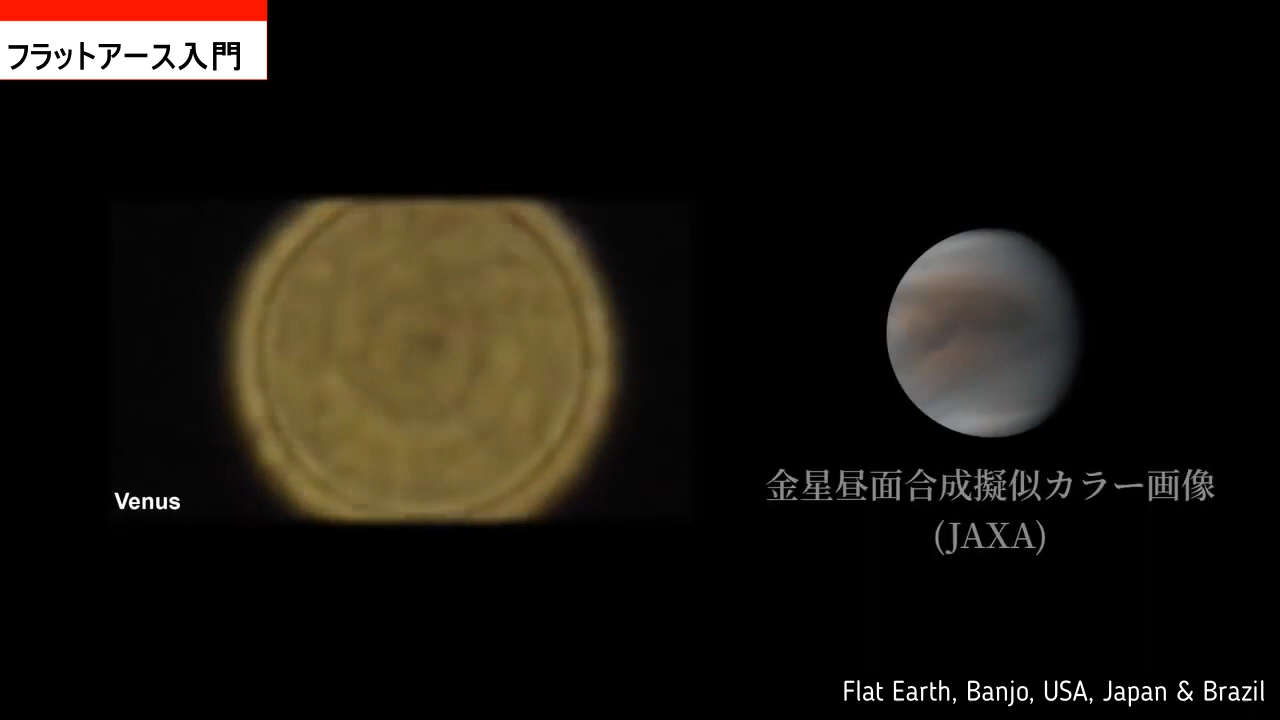 フラットアース入門
Venus
金星昼面合成擬似カラー画像
(JAXA)
Flat Earth, Banjo, USA, Japan & Brazil